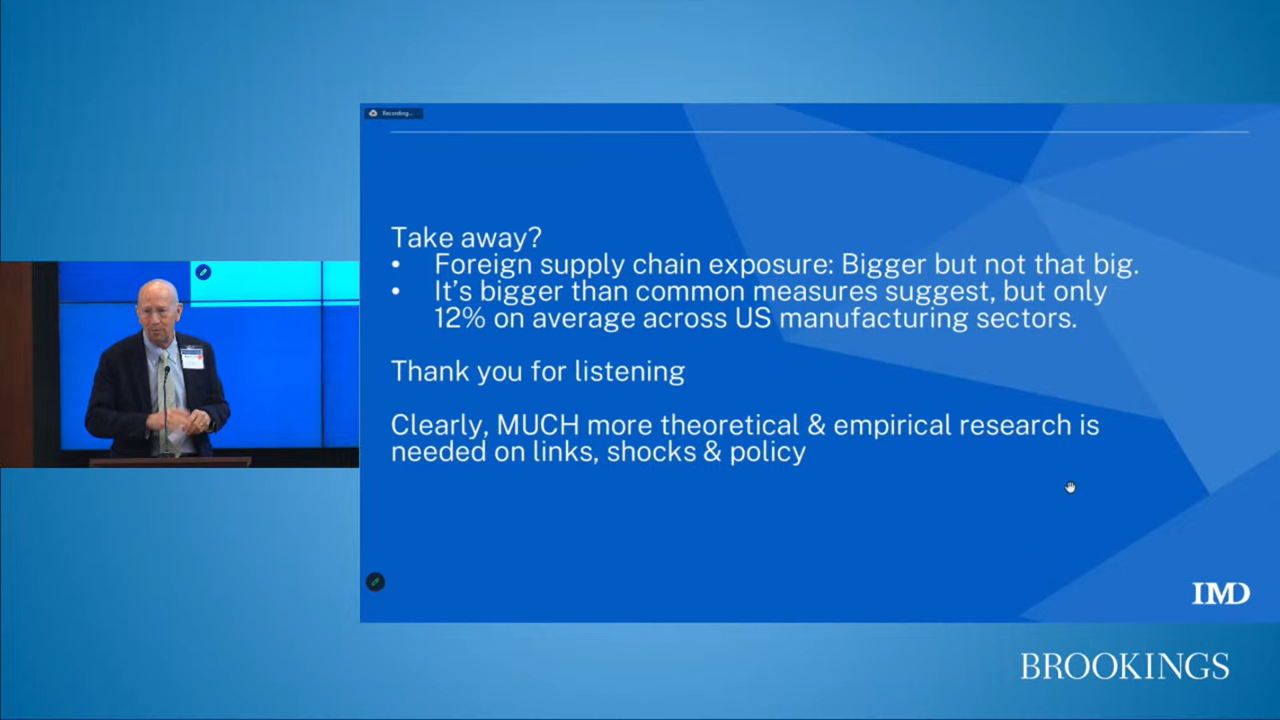 Recording...
Take away?
• Foreign supply chain exposure: Bigger but not that big.
• It's bigger than common measures suggest, but only
12% on average across US manufacturing sectors.
Thank you for listening
Clearly, MUCH more theoretical & empirical research is
needed on links, shocks & policy
IMD
BROOKINGS